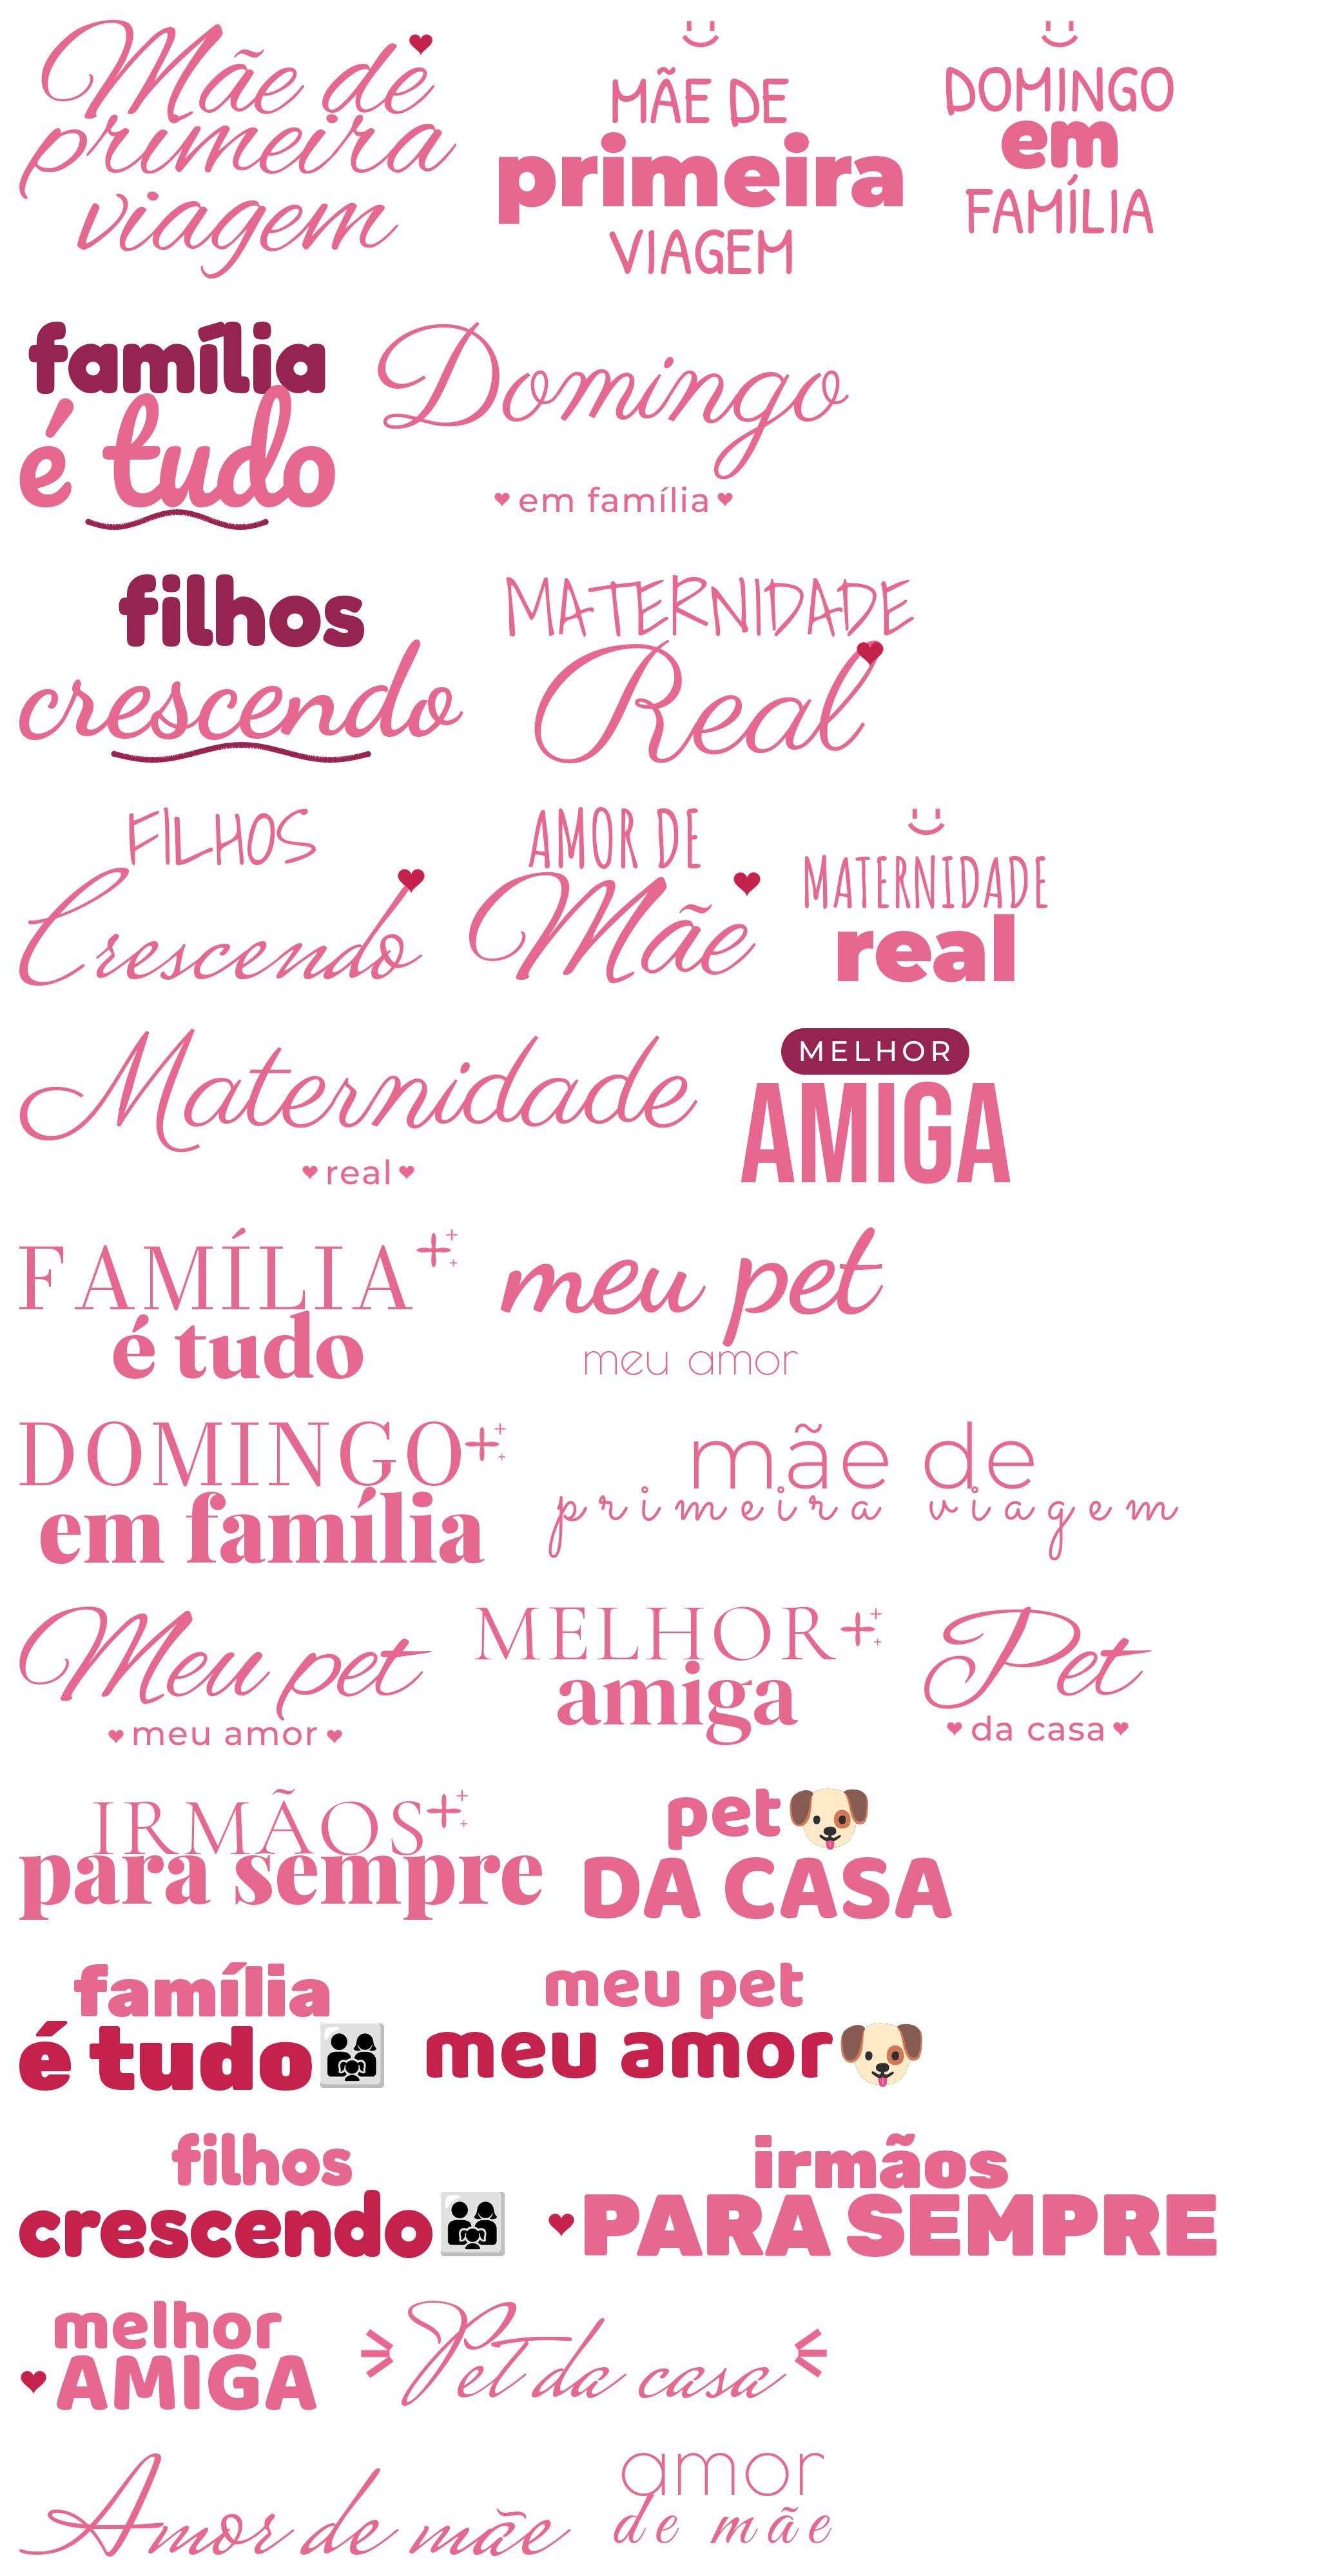 Mãe de
primeira
viagem
MÃE DE
primeira
VIAGEM
DOMINGO
em
FAMÍLIA
família
é tudo
Domingo
em família
filhos
crescendo
MATERNIDADE
Real
FILHOS
Crescendo
AMOR DE
Mãe
MATERNIDADE
real
Maternidade
real
MELHOR
AMIGA
FAMÍLIA
é tudo
meu pet
meu amor
DOMINGO
em família
mãe de
primeira viagem
Meu pet
meu amor
MELHOR
amiga
Pet
da casa
IRMÃOS
para sempre
pet
DA CASA
família
é tudo
meu pet
meu amor
filhos
crescendo
irmãos
PARA SEMPRE
melhor
AMIGA
Pet da casa
Amor de mãe
amor
de mãe